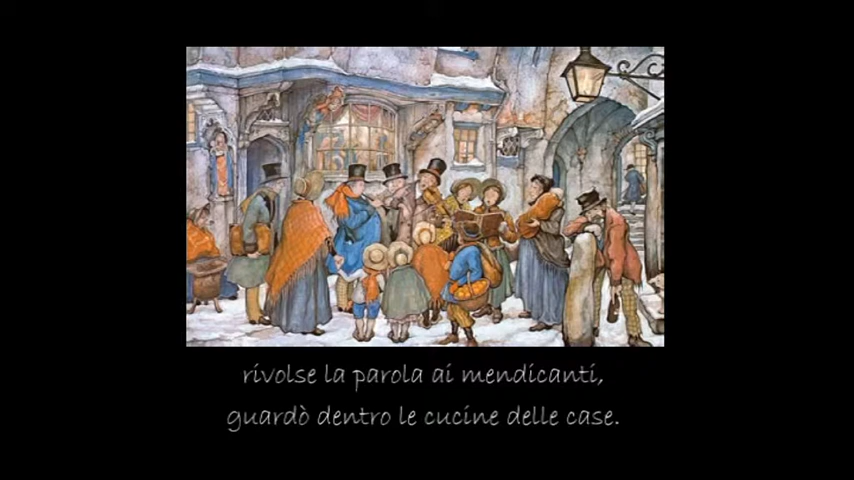 rivolse la parola ai mendicanti,
guardò dentro le cucine delle case.